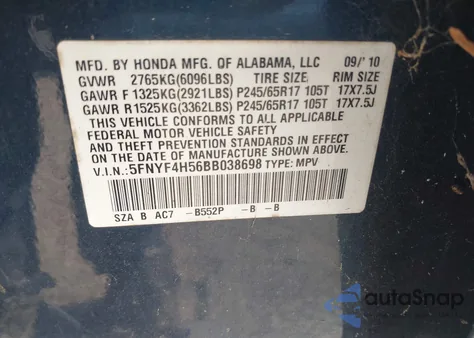 MFD. BY HONDA MFG. OF ALABAMA, LLC 09/'10
GVWR 2765KG(6096LBS) TIRE SIZE RIM SIZE
GAWR F 1325KG(2921LBS) P245/65R17 105T 17X7.5J
GAWR R1525KG(3362LBS) P245/65R17 105T 17X7.5J
THIS VEHICLE CONFORMS TO ALL APPLICABLE
FEDERAL MOTOR VEHICLE SAFETY
AND THEFT PREVENTION STANDARDS IN EFFECT ON
THE DATE OF MANUFACTURE SHOWN ABOVE.
V.I.N.:5FNYF4H56BB038698 TYPE: MPV
SZA B AC7 -B552P -B -B
autoSnap